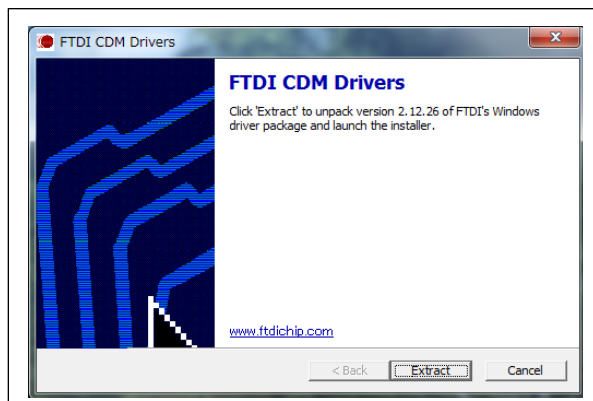 FTDI CDM Drivers
FTDI CDM Drivers
Click 'Extract' to unpack version 2.12.26 of FTDI's Windows
driver package and launch the installer.
www.ftdichip.com
< Back
Extract
Cancel